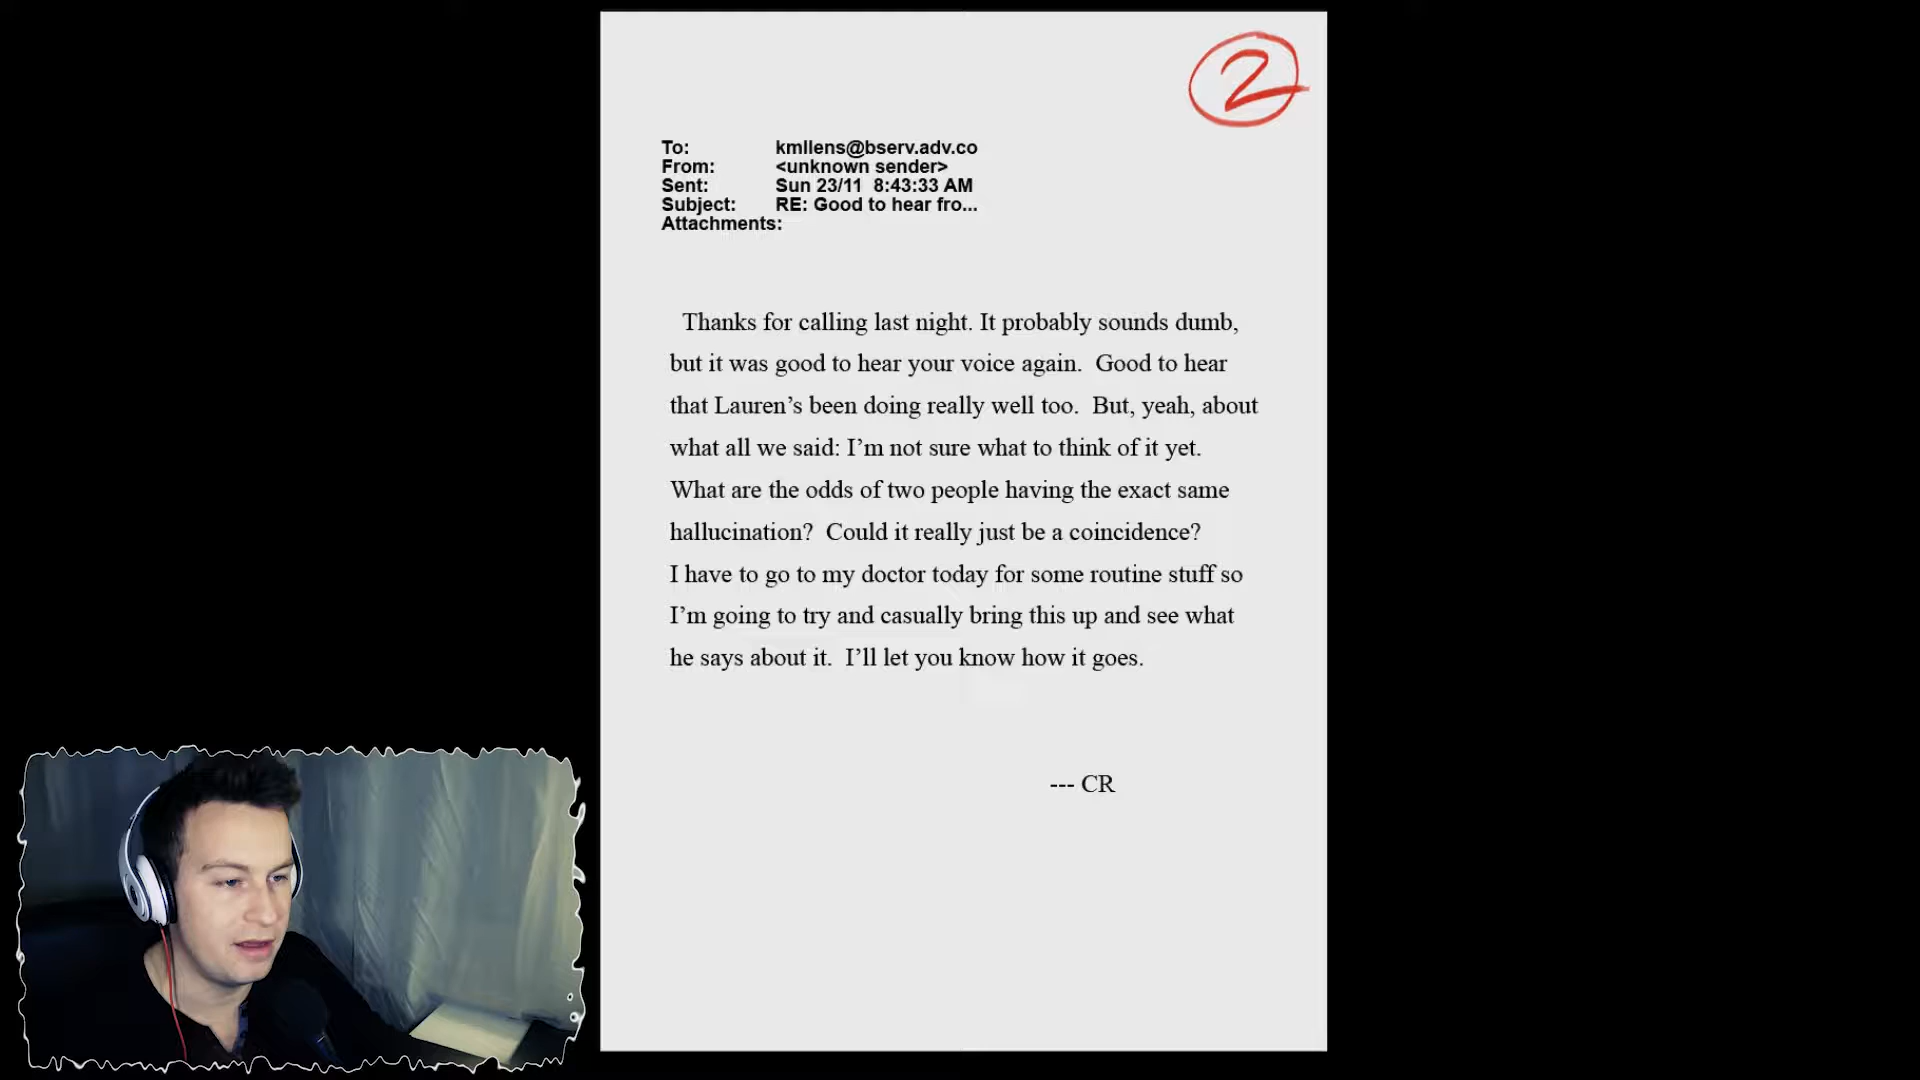 2
To: kmllens@bserv.adv.co
From: <unknown sender>
Sent: Sun 23/11 8:43:33 AM
Subject: RE: Good to hear fro...
Attachments:
Thanks for calling last night. It probably sounds dumb,
but it was good to hear your voice again. Good to hear
that Lauren’s been doing really well too. But, yeah, about
what all we said: I’m not sure what to think of it yet.
What are the odds of two people having the exact same
hallucination? Could it really just be a coincidence?
I have to go to my doctor today for some routine stuff so
I’m going to try and casually bring this up and see what
he says about it. I’ll let you know how it goes.
--- CR